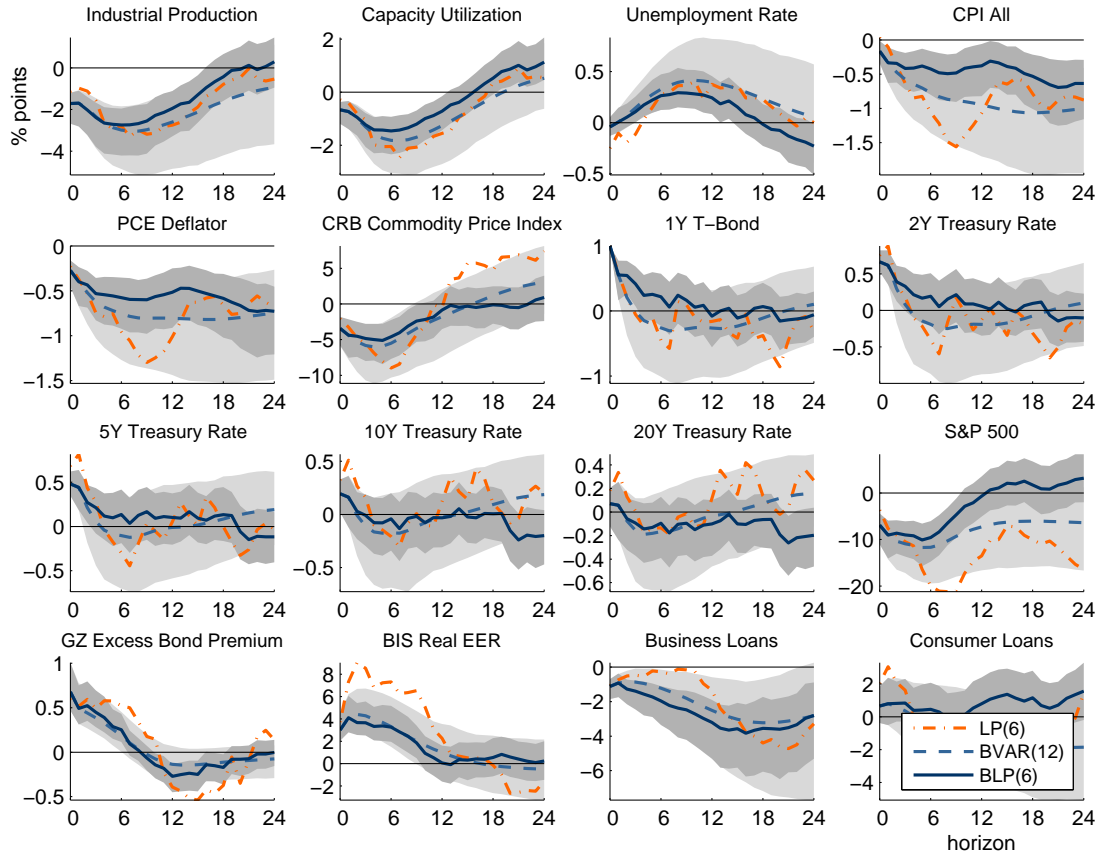 Industrial Production
Capacity Utilization
Unemployment Rate
CPI All
% points
0
−2
−4
0 6 12 18 24
2
0
−2
0 6 12 18 24
0.5
0
−0.5
0 6 12 18 24
0
−0.5
−1
−1.5
0 6 12 18 24
PCE Deflator
CRB Commodity Price Index
1Y T−Bond
2Y Treasury Rate
0
−0.5
−1
−1.5
0 6 12 18 24
5
0
−5
−10
0 6 12 18 24
1
0.5
0
−1
0 6 12 18 24
0.5
0
−0.5
0 6 12 18 24
5Y Treasury Rate
10Y Treasury Rate
20Y Treasury Rate
S&P 500
0.5
0
−0.5
0 6 12 18 24
0.5
0
−0.5
0 6 12 18 24
0.4
0.2
0
−0.2
−0.4
−0.6
0 6 12 18 24
0
−10
−20
0 6 12 18 24
GZ Excess Bond Premium
BIS Real EER
Business Loans
Consumer Loans
1
0.5
0
−0.5
0 6 12 18 24
8
6
4
2
0
−2
0 6 12 18 24
0
−2
−4
−6
0 6 12 18 24
2
0
−2
−4
0 6 12 18 24
LP(6)
BVAR(12)
BLP(6)
horizon